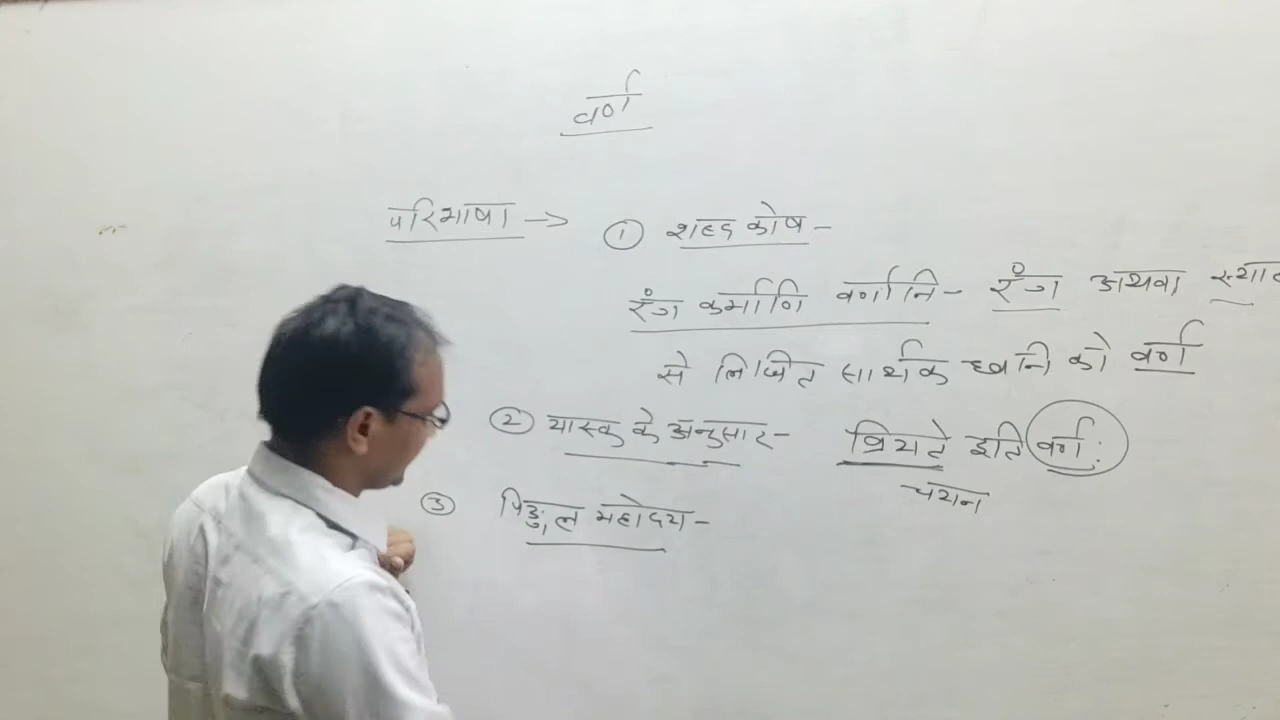 वर्ण
परिभाषा → ① शब्द कोष -
रंग कर्माणि वर्णानि - रंग अथवा
से लिखित सार्थक ध्वनि को वर्ण
② यास्क के अनुसार - व्रियते इति वर्ण:
चयन
③ पिङ्गल महोदय -